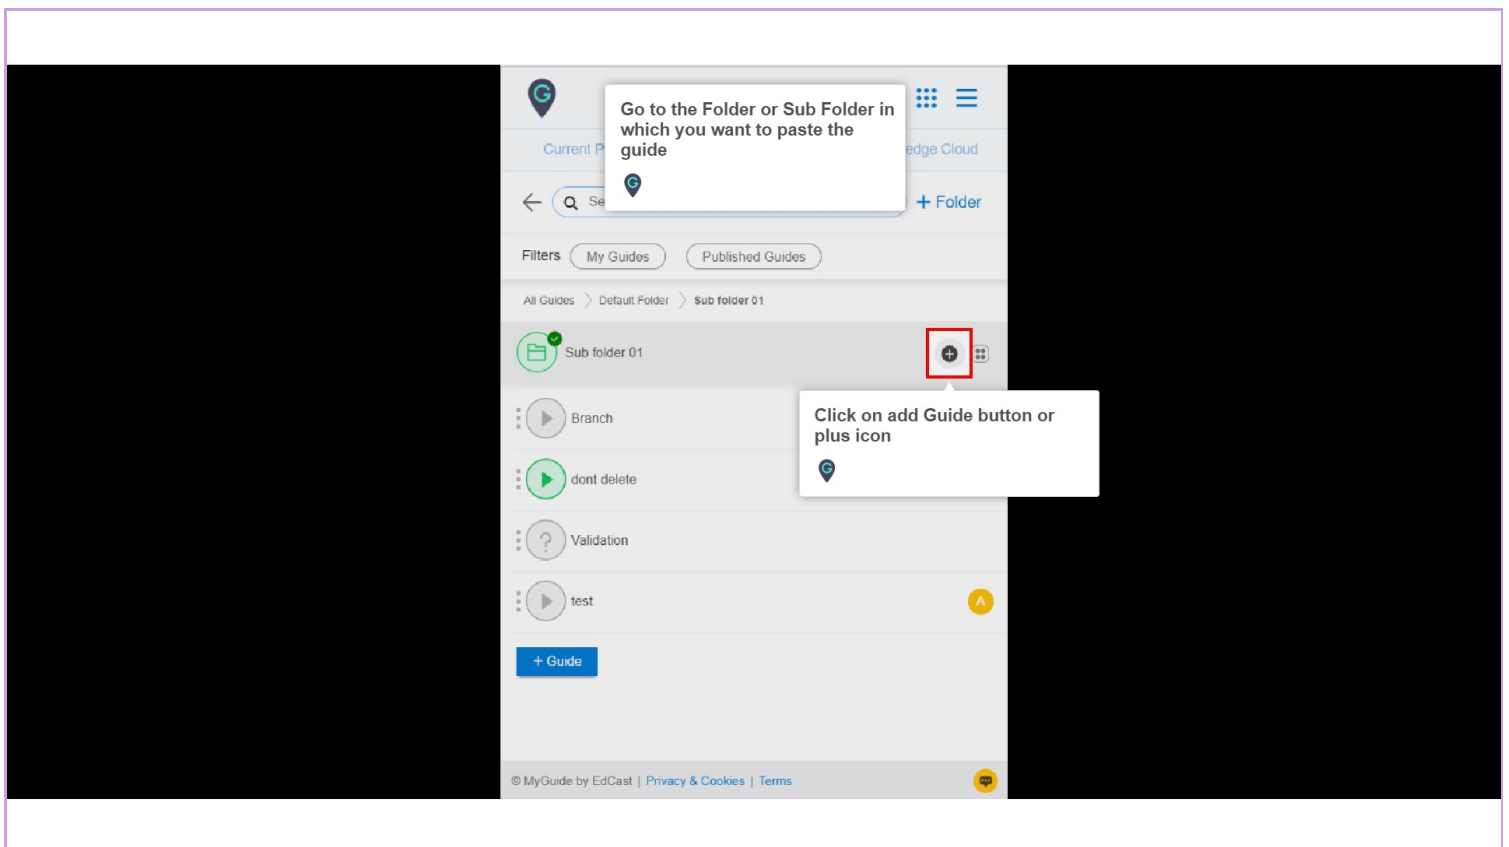 G
Go to the Folder or Sub Folder in
which you want to paste the
guide
G
Current P
edge Cloud
Se
+ Folder
Filters My Guides Published Guides
All Guides Default Folder Sub folder 01
Sub folder 01
Click on add Guide button or
plus icon
G
Branch
dont delete
? Validation
test A
+ Guide
© MyGuide by EdCast | Privacy & Cookies | Terms